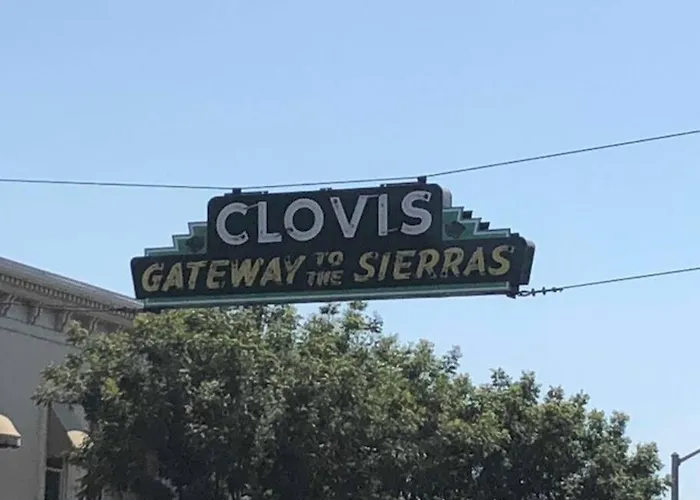 CLOVIS
GATEWAY TO THE SIERRAS